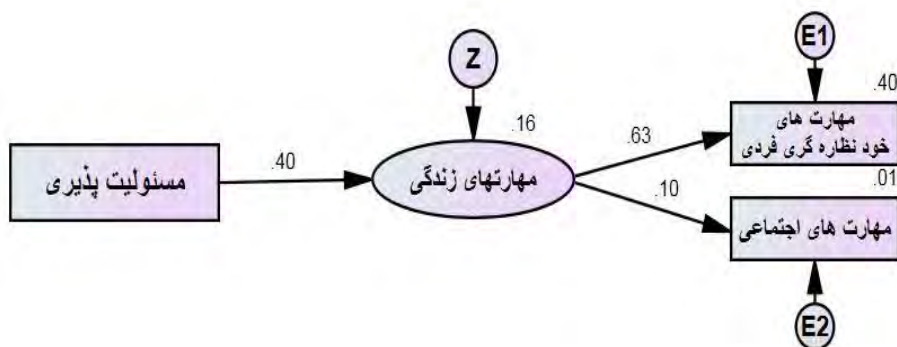 E1
Z
.40
.16
مهارت های
خود نظاره گری فردی
.63
.40
مسئولیت پذیری
مهارتهای زندگی
.01
.10
مهارت های اجتماعی
E2